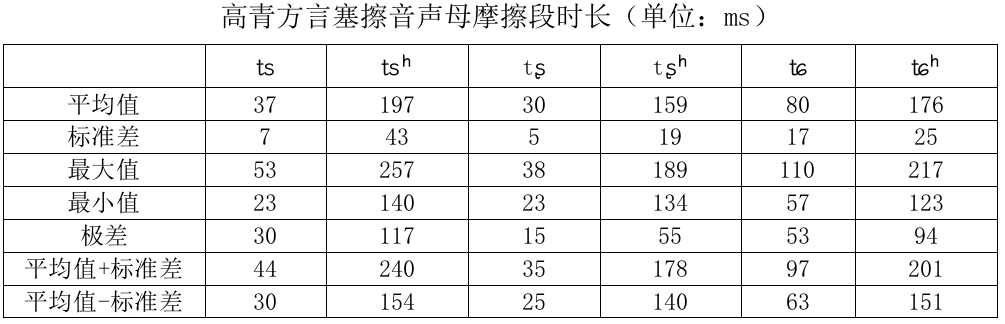 高青方言塞擦音声母摩擦段时长（单位：ms）
ts tsʰ tʂ tʂʰ tɕ tɕʰ
平均值 37 197 30 159 80 176
标准差 7 43 5 19 17 25
最大值 53 257 38 189 110 217
最小值 23 140 23 134 57 123
极差 30 117 15 55 53 94
平均值+标准差 44 240 35 178 97 201
平均值-标准差 30 154 25 140 63 151